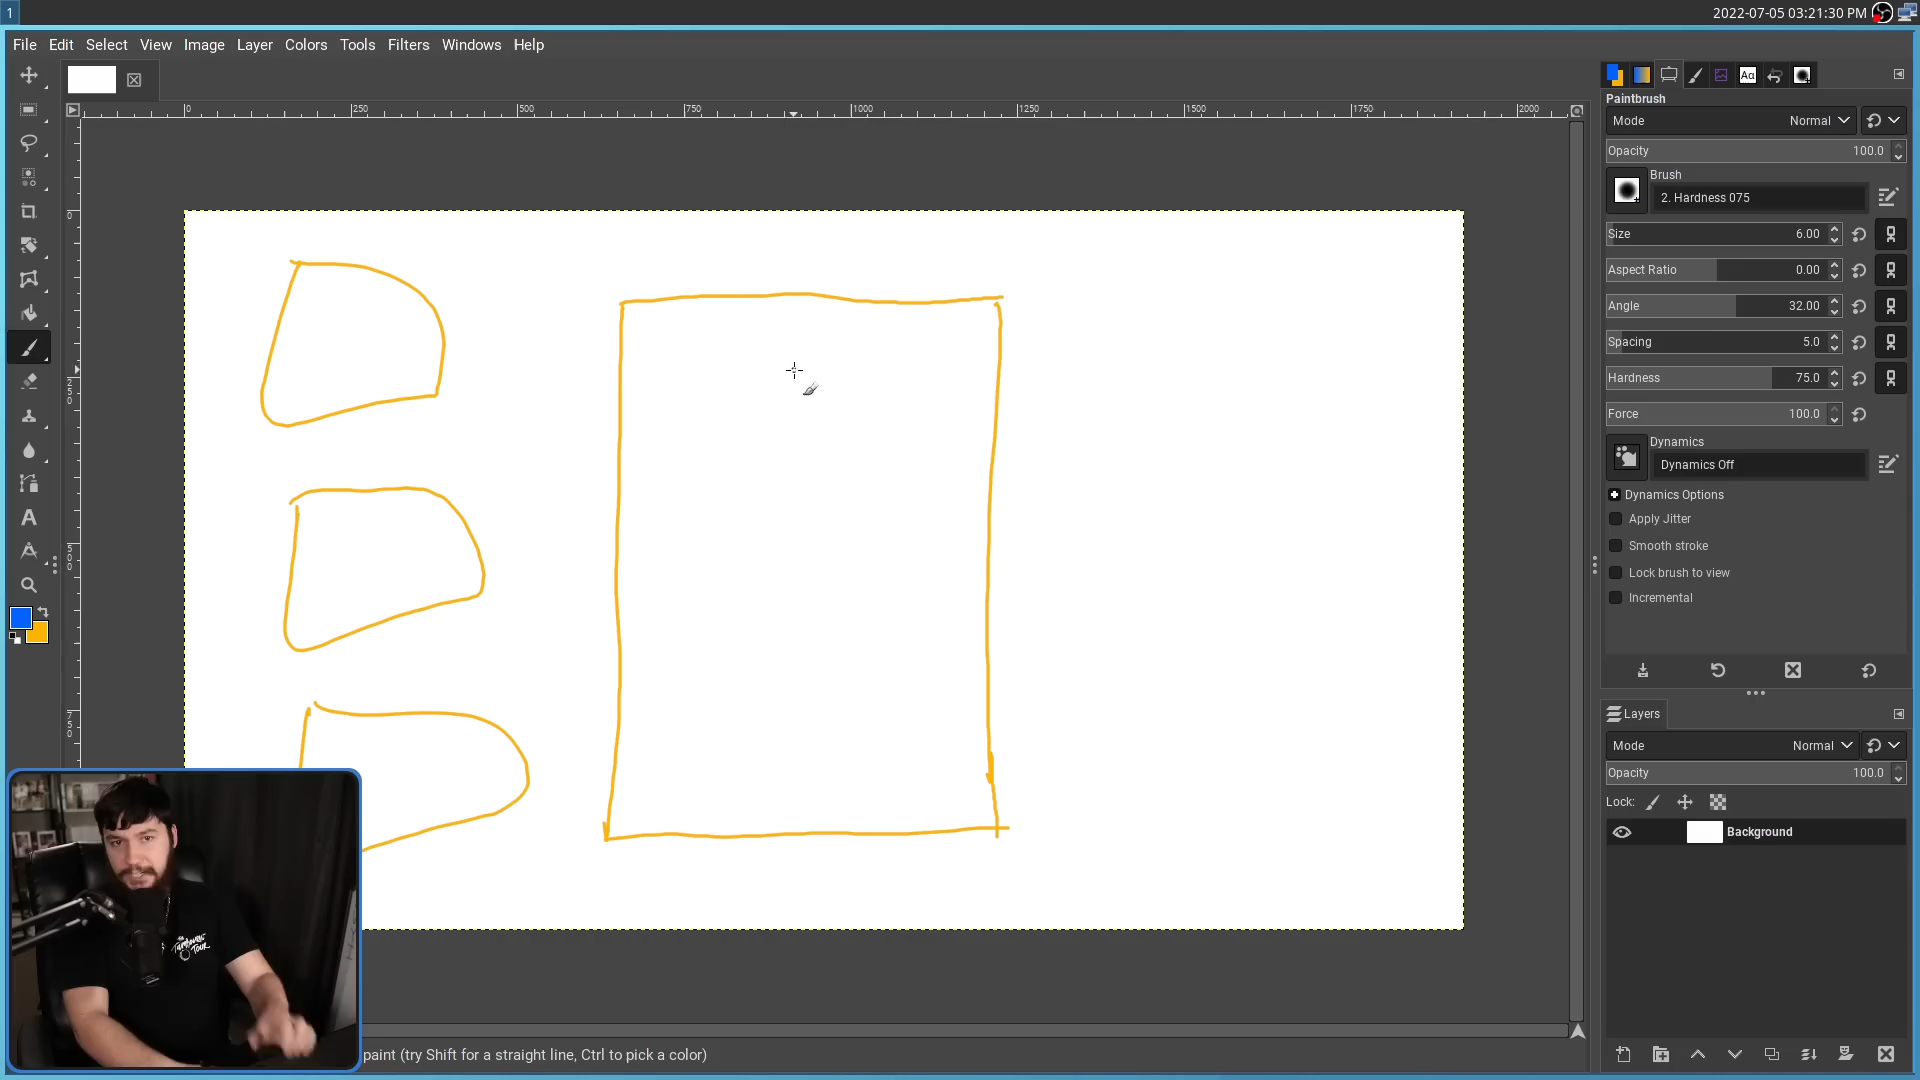 1
2022-07-05 03:21:30 PM
File Edit Select View Image Layer Colors Tools Filters Windows Help
0 250 500 750 1000 1250 1500 1750 2000
0
250
500
750
Paintbrush
Mode Normal
Opacity 100.0
Brush
2. Hardness 075
Size 6.00
Aspect Ratio 0.00
Angle 32.00
Spacing 5.0
Hardness 75.0
Force 100.0
Dynamics
Dynamics Off
Dynamics Options
Apply Jitter
Smooth stroke
Lock brush to view
Incremental
Layers
Mode Normal
Opacity 100.0
Lock:
Background
paint (try Shift for a straight line, Ctrl to pick a color)